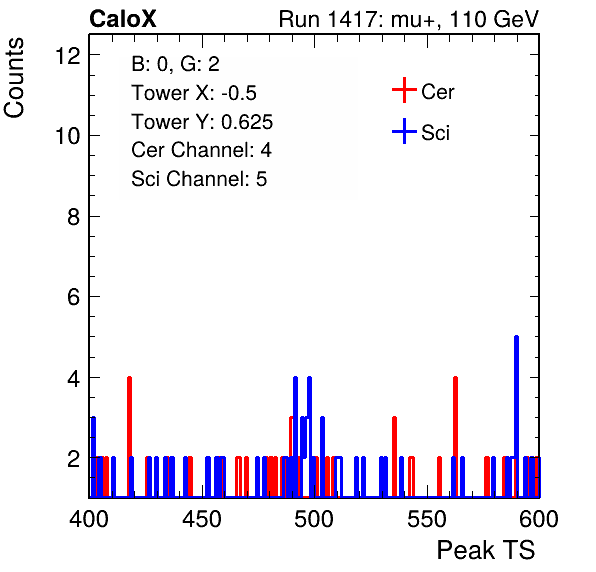 CaloX Run 1417: mu+, 110 GeV
Counts
B: 0, G: 2
Tower X: -0.5
Tower Y: 0.625
Cer Channel: 4
Sci Channel: 5
Cer
Sci
12
10
8
6
4
2
400 450 500 550 600
Peak TS